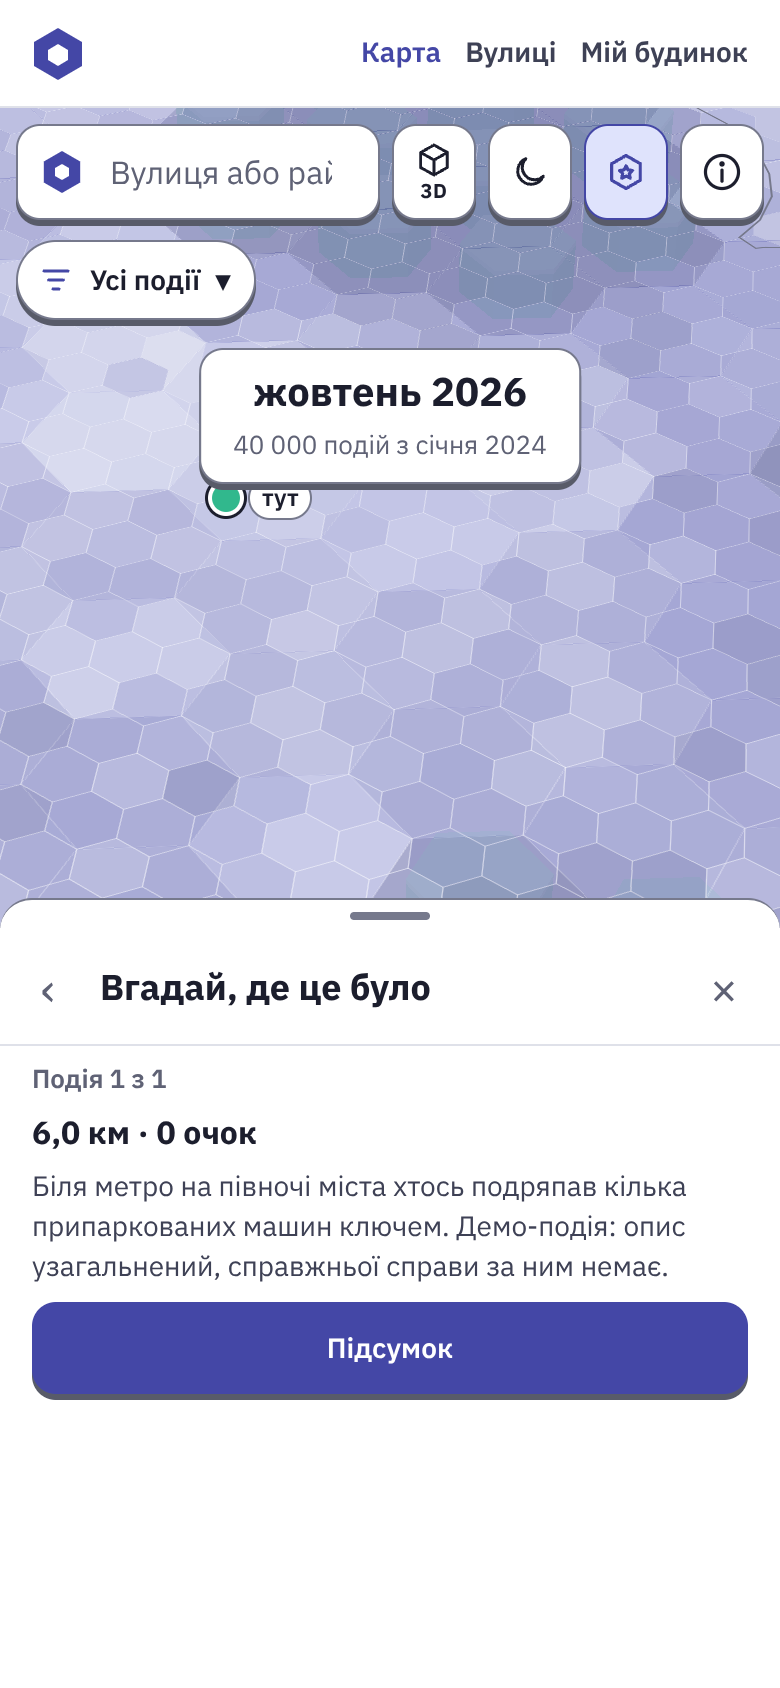 Карта Вулиці Мій будинок
Вулиця або рай
3D
Усі події ▼
жовтень 2026
40 000 подій з січня 2024
тут
Вгадай, де це було
Подія 1 з 1
6,0 км · 0 очок
Біля метро на півночі міста хтось подряпав кілька
припаркованих машин ключем. Демо-подія: опис
узагальнений, справжньої справи за ним немає.
Підсумок